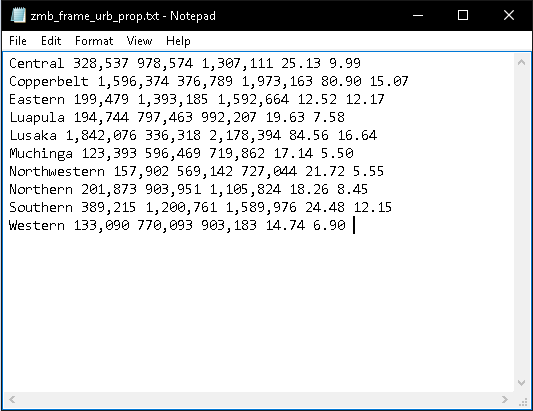 zmb_frame_urb_prop.txt - Notepad
File Edit Format View Help
Central 328,537 978,574 1,307,111 25.13 9.99
Copperbelt 1,596,374 376,789 1,973,163 80.90 15.07
Eastern 199,479 1,393,185 1,592,664 12.52 12.17
Luapula 194,744 797,463 992,207 19.63 7.58
Lusaka 1,842,076 336,318 2,178,394 84.56 16.64
Muchinga 123,393 596,469 719,862 17.14 5.50
Northwestern 157,902 569,142 727,044 21.72 5.55
Northern 201,873 903,951 1,105,824 18.26 8.45
Southern 389,215 1,200,761 1,589,976 24.48 12.15
Western 133,090 770,093 903,183 14.74 6.90